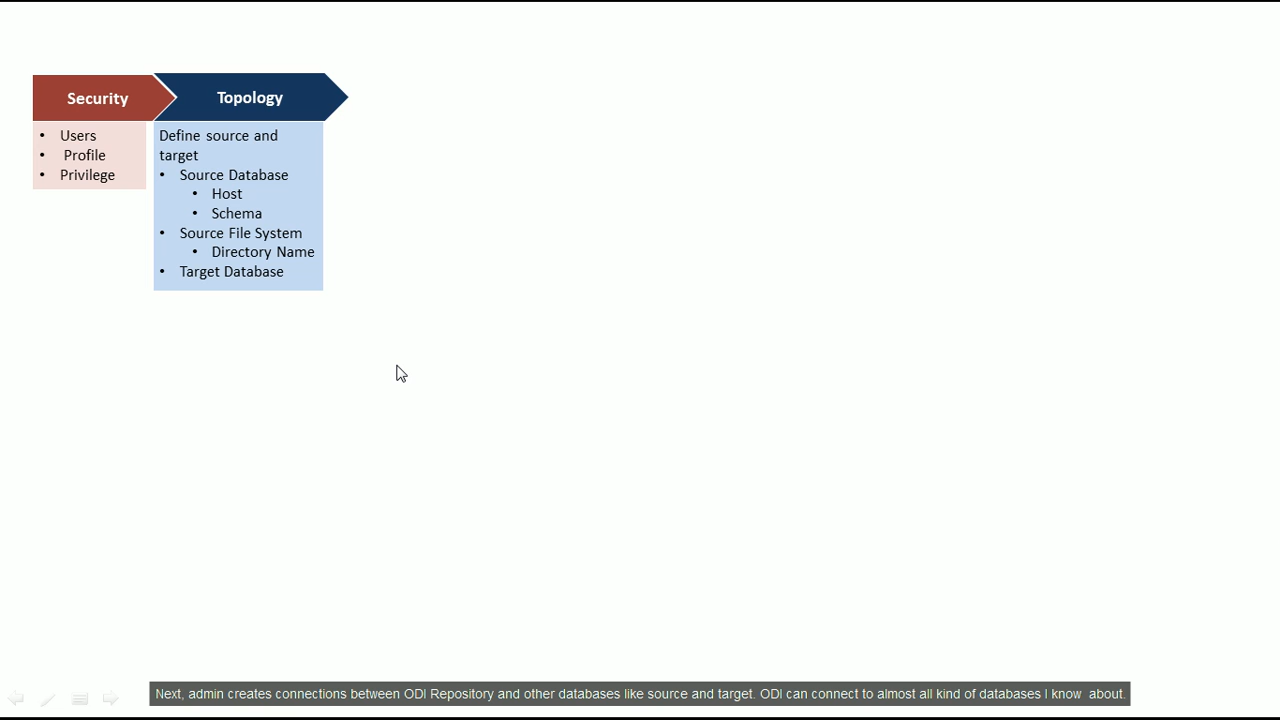 Security
Topology
• Users
• Profile
• Privilege
Define source and
target
• Source Database
• Host
• Schema
• Source File System
• Directory Name
• Target Database
Next, admin creates connections between ODI Repository and other databases like source and target. ODI can connect to almost all kind of databases I know about.